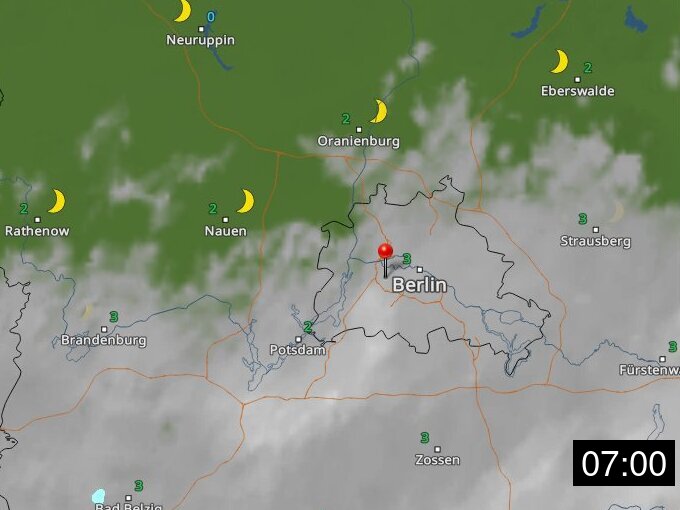 0
Neuruppin
2
Eberswalde
2
Oranienburg
2
Rathenow
2
Nauen
3
Strausberg
3
Berlin
3
Brandenburg
2
Potsdam
3
Fürstenwa
3
Zossen
07:00
3
Bad Belzig